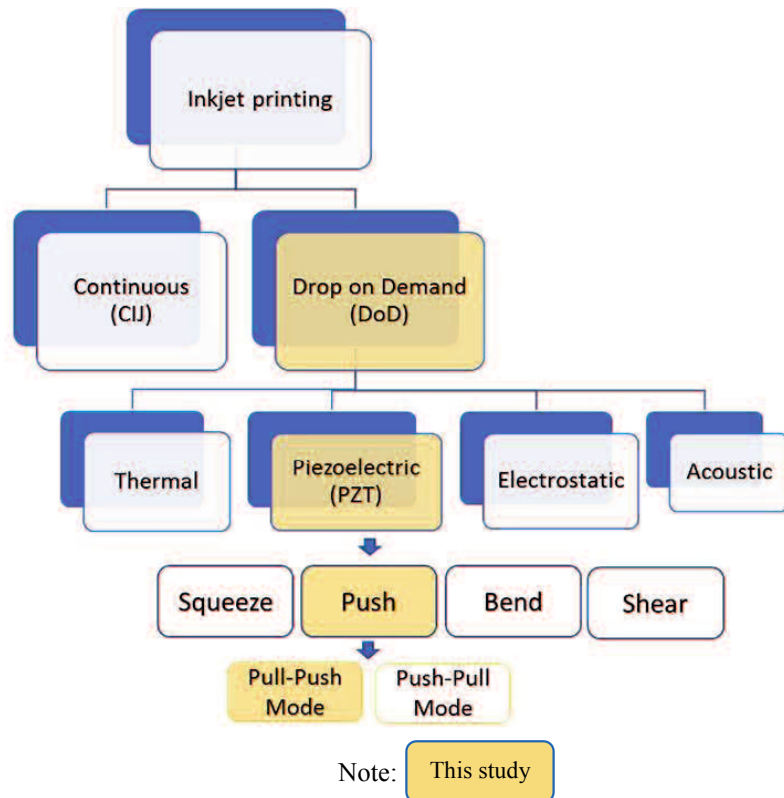 Inkjet printing
Continuous
(CIJ)
Drop on Demand
(DoD)
Thermal
Piezoelectric
(PZT)
Electrostatic
Acoustic
Squeeze
Push
Bend
Shear
Pull-Push
Mode
Push-Pull
Mode
Note: This study